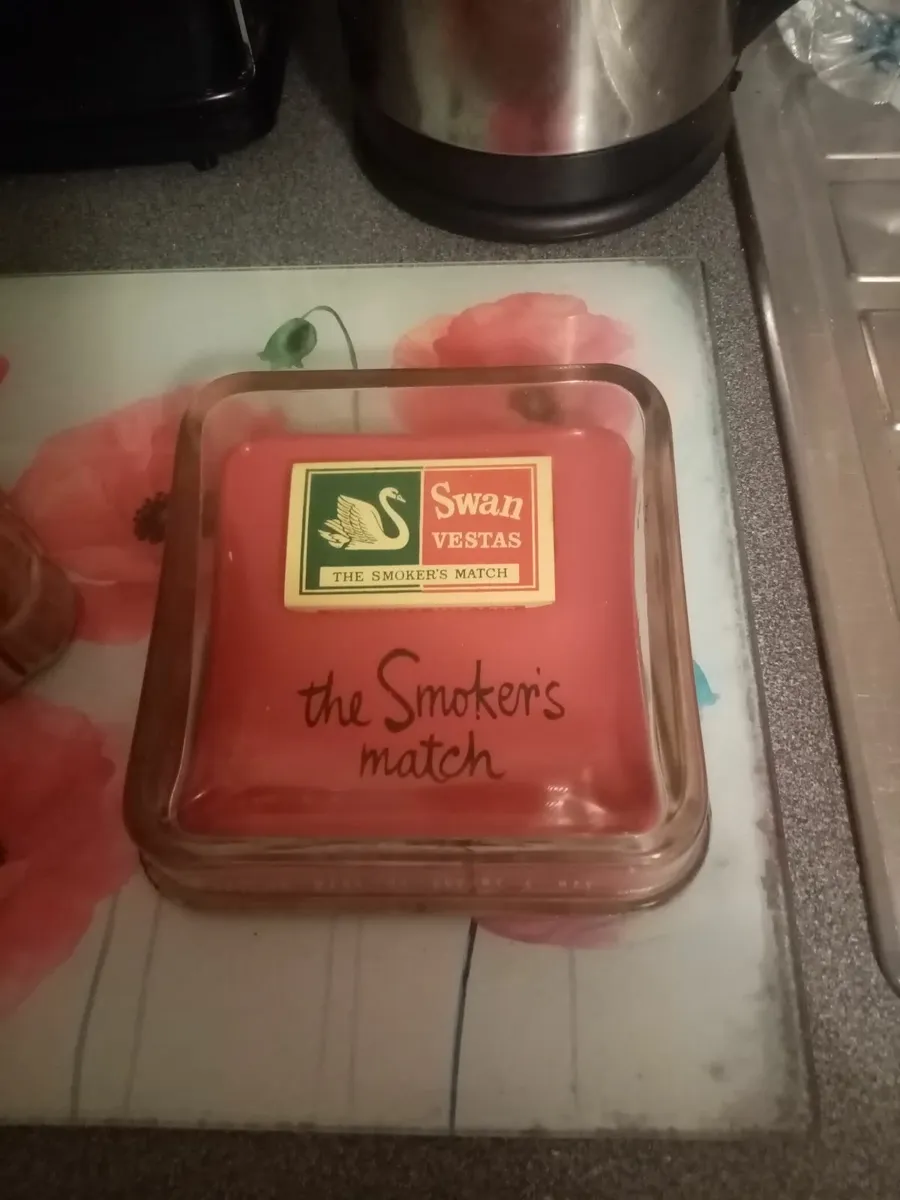 Swan
VESTAS
THE SMOKER'S MATCH
the Smoker's
match